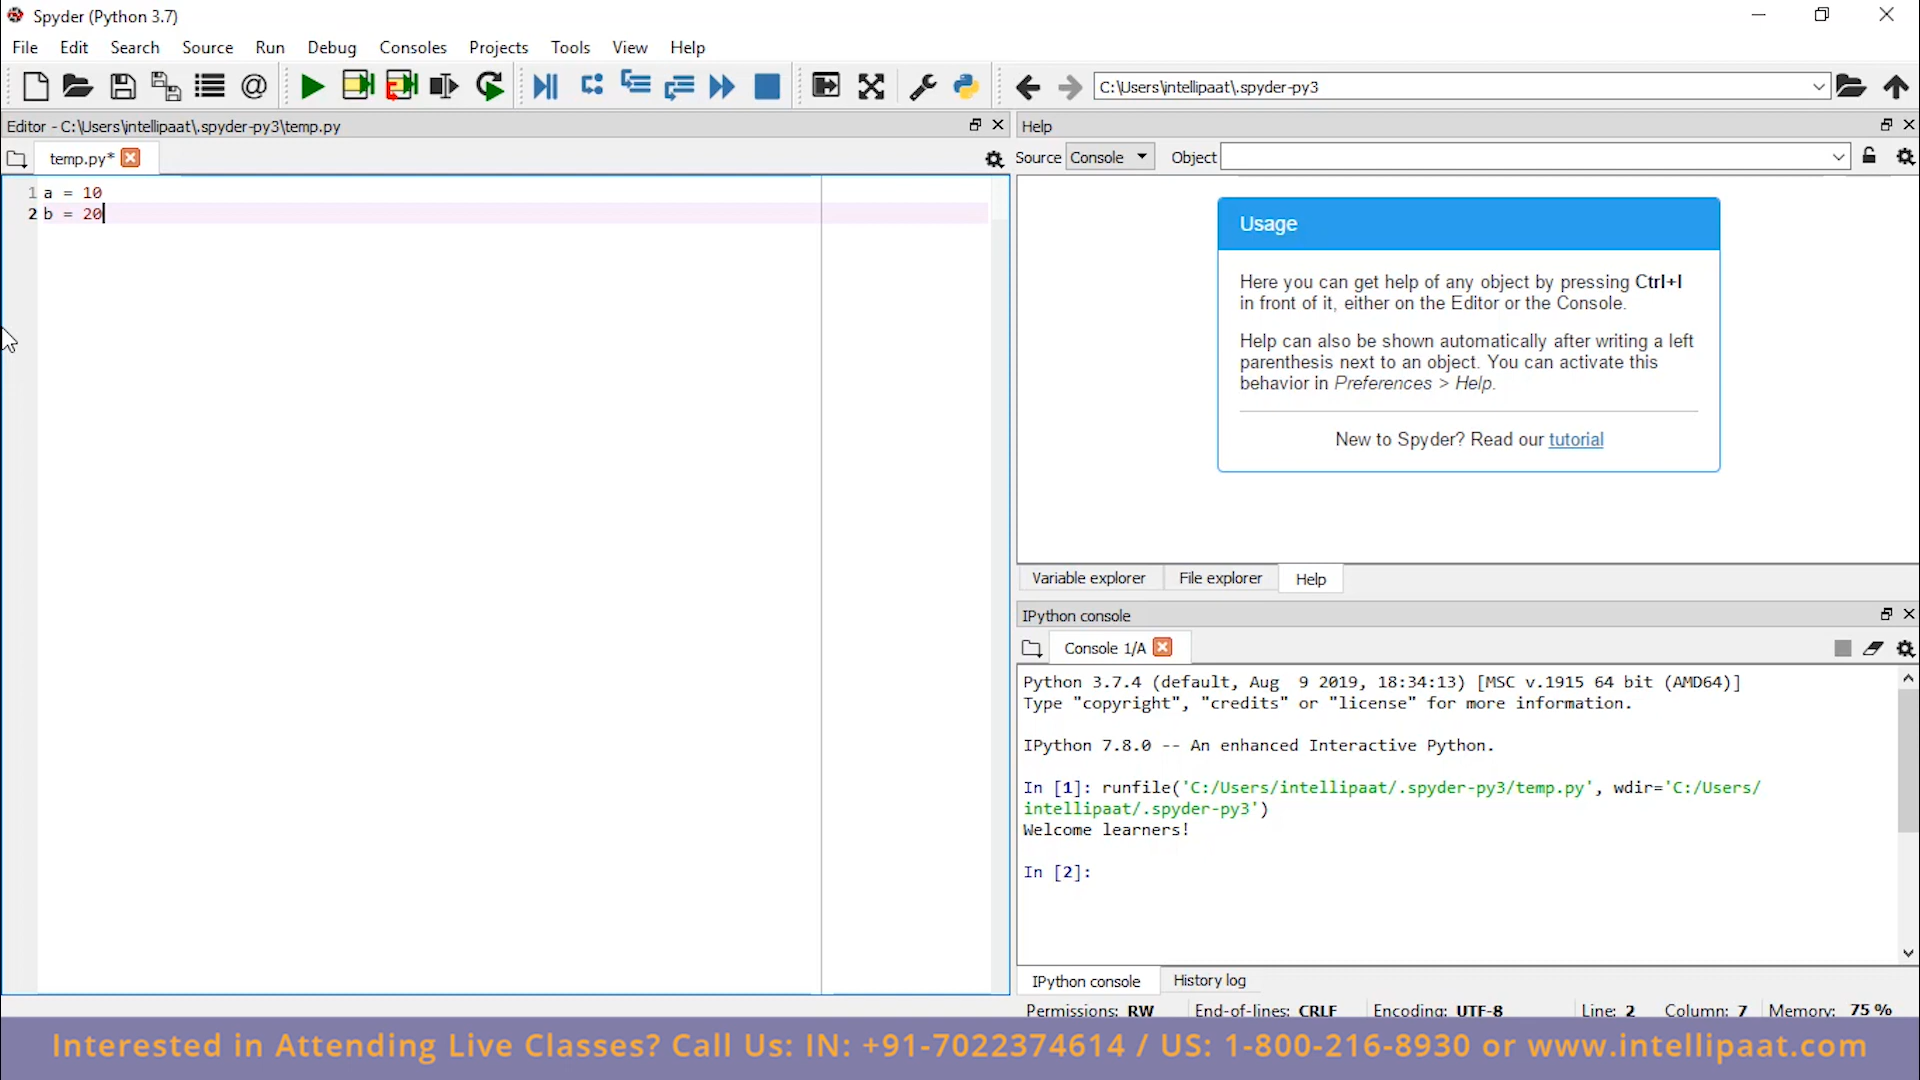 Spyder (Python 3.7)
File Edit Search Source Run Debug Consoles Projects Tools View Help
C:\Users\intellipaat\.spyder-py3
Editor - C:\Users\intellipaat\.spyder-py3\temp.py
temp.py*
1 a = 10
2 b = 20
Help
Source Console Object
Usage
Here you can get help of any object by pressing Ctrl+I
in front of it, either on the Editor or the Console.
Help can also be shown automatically after writing a left
parenthesis next to an object. You can activate this
behavior in Preferences > Help.
New to Spyder? Read our tutorial
Variable explorer File explorer Help
IPython console
Console 1/A
Python 3.7.4 (default, Aug  9 2019, 18:34:13) [MSC v.1915 64 bit (AMD64)]
Type "copyright", "credits" or "license" for more information.
IPython 7.8.0 -- An enhanced Interactive Python.
In [1]: runfile('C:/Users/intellipaat/.spyder-py3/temp.py', wdir='C:/Users/
intellipaat/.spyder-py3')
Welcome learners!
In [2]:
IPython console History log
Permissions: RW End-of-lines: CRLF Encoding: UTF-8 Line: 2 Column: 7 Memory: 75 %
Interested in Attending Live Classes? Call Us: IN: +91-7022374614 / US: 1-800-216-8930 or www.intellipaat.com